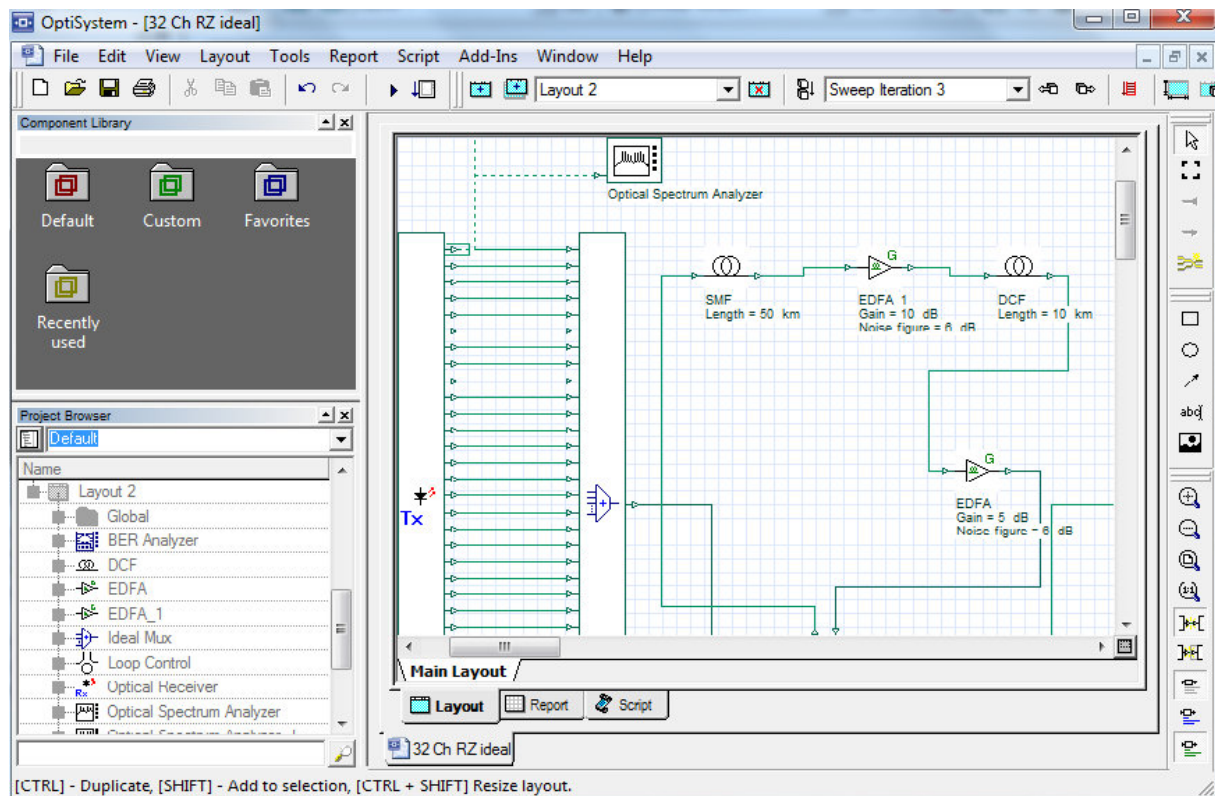 OptiSystem - [32 Ch RZ ideal]
File Edit View Layout Tools Report Script Add-Ins Window Help
Layout 2
Sweep Iteration 3
Component Library
Default
Custom
Favorites
Recently
used
Project Browser
Default
Name
Layout 2
Global
BER Analyzer
DCF
EDFA
EDFA_1
Ideal Mux
Loop Control
Optical Receiver
Optical Spectrum Analyzer
Optical Spectrum Analyzer
Optical Spectrum Analyzer
Tx
SMF
Length = 50 km
G
EDFA 1
Gain = 10 dB
Noise figure = 6 dB
DCF
Length = 10 km
G
EDFA
Gain = 5 dB
Noise figure = 6 dB
abc
Main Layout
Layout
Report
Script
32 Ch RZ ideal
[CTRL] - Duplicate, [SHIFT] - Add to selection, [CTRL + SHIFT] Resize layout.